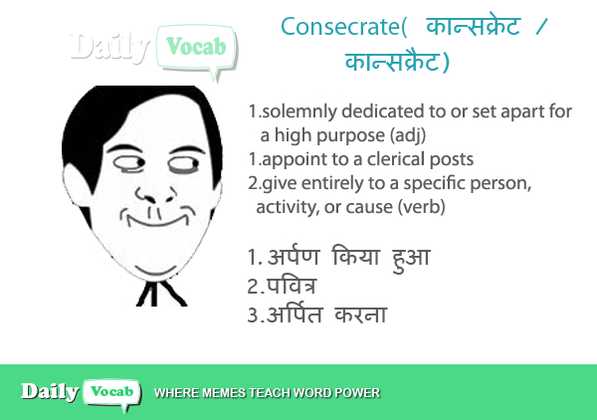 Daily Vocab
Consecrate( कान्सक्रेट /
कान्सक्रैट)
1.solemnly dedicated to or set apart for
a high purpose (adj)
1.appoint to a clerical posts
2.give entirely to a specific person,
activity, or cause (verb)
1. अर्पण किया हुआ
2.पवित्र
3.अर्पित करना
Daily Vocab WHERE MEMES TEACH WORD POWER